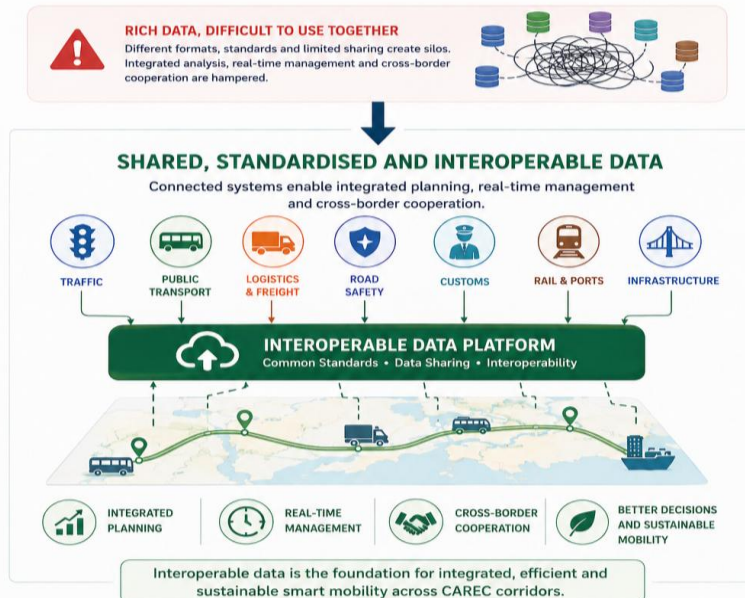 RICH DATA, DIFFICULT TO USE TOGETHER
Different formats, standards and limited sharing create silos.
Integrated analysis, real-time management and cross-border
cooperation are hampered.
SHARED, STANDARDISED AND INTEROPERABLE DATA
Connected systems enable integrated planning, real-time management
and cross-border cooperation.
TRAFFIC
PUBLIC
TRANSPORT
LOGISTICS
& FREIGHT
ROAD
SAFETY
CUSTOMS
RAIL & PORTS
INFRASTRUCTURE
INTEROPERABLE DATA PLATFORM
Common Standards • Data Sharing • Interoperability
INTEGRATED
PLANNING
REAL-TIME
MANAGEMENT
CROSS-BORDER
COOPERATION
BETTER DECISIONS
AND SUSTAINABLE
MOBILITY
Interoperable data is the foundation for integrated, efficient and
sustainable smart mobility across CAREC corridors.